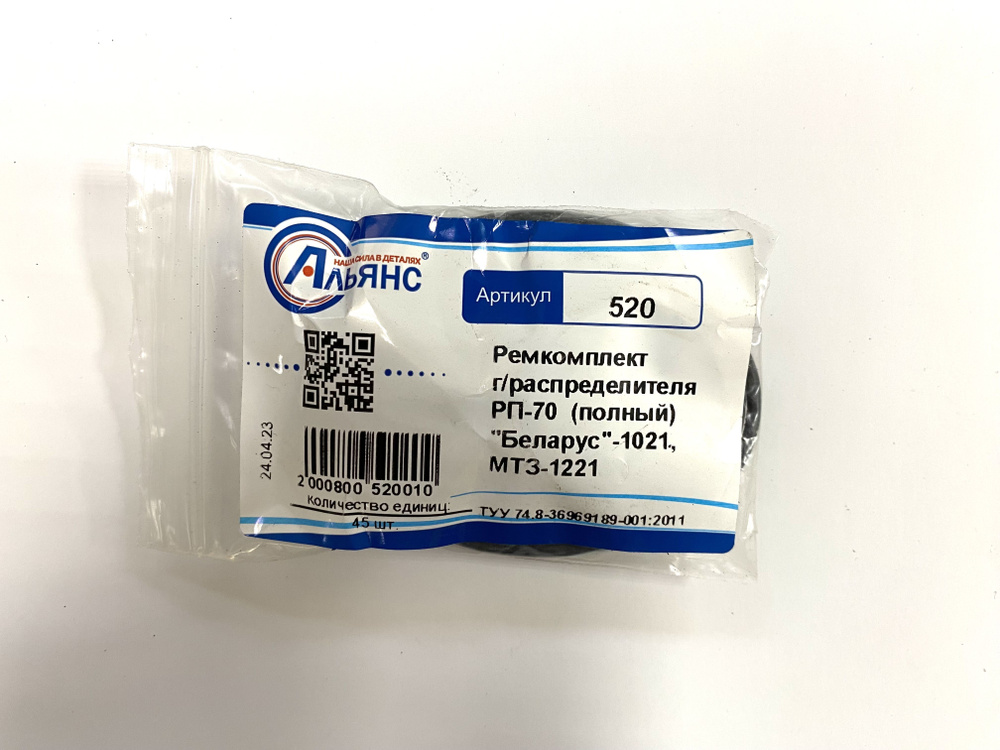 НАША СИЛА В ДЕТАЛЯХ®
АЛЬЯНС
Артикул 520
Ремкомплект
г/распределителя
РП-70 (полный)
"Беларус"-1021,
МТЗ-1221
24.04.23
2 000800 520010
количество единиц:
45 шт.
ТУУ 74.8-36969189-001:2011